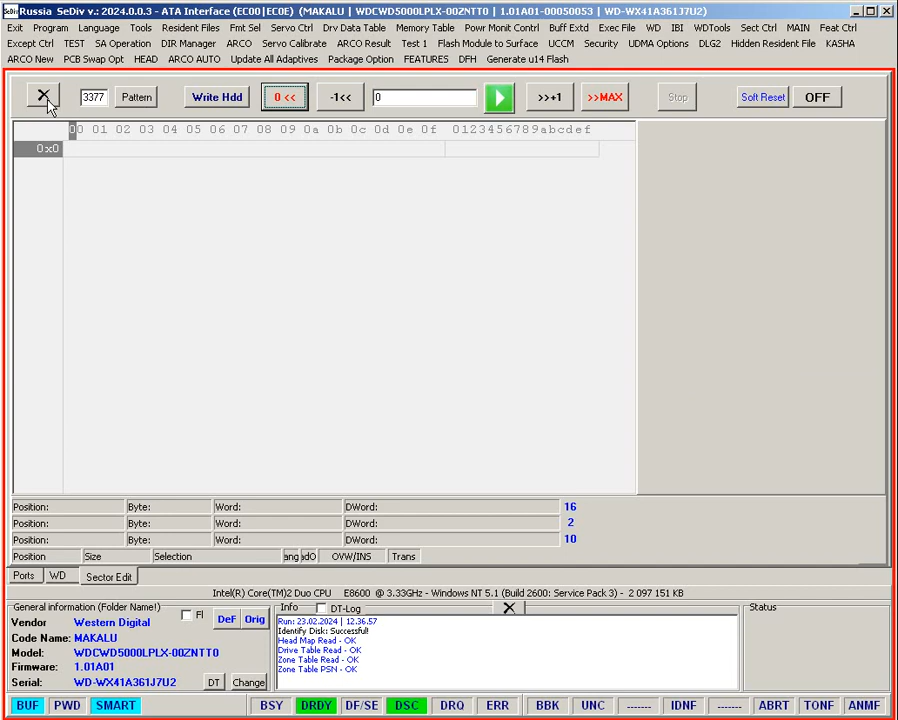 Russia SeDiv v.: 2024.0.0.3 - ATA Interface (EC00|EC0E) (MAKALU | WDCWD5000LPLX-00ZNTT0 | 1.01A01-00050053 | WD-WX41A361J7U2)
Exit Program Language Tools Resident Files Fmt Sel Servo Ctrl Drv Data Table Memory Table Powr Monit Contrl Buff Extd Exec File WD IBI WDTools Sect Ctrl MAIN Feat Ctrl
Except Ctrl TEST SA Operation DIR Manager ARCO Servo Calibrate ARCO Result Test 1 Flash Module to Surface UCCM Security UDMA Options DLG2 Hidden Resident File KASHA
ARCO New PCB Swap Opt HEAD ARCO AUTO Update All Adaptives Package Option FEATURES DFH Generate u14 Flash
3377 Pattern Write Hdd 0 << -1<< 0 >>+1 >>MAX Stop Soft Reset OFF
00 01 02 03 04 05 06 07 08 09 0a 0b 0c 0d 0e 0f 0123456789abcdef
0x0
Position: Byte: Word: DWord: 16
Position: Byte: Word: DWord: 2
Position: Byte: Word: DWord: 10
Position Size Selection OVW/INS Trans
Ports WD Sector Edit
Intel(R) Core(TM)2 Duo CPU E8600 @ 3.33GHz - Windows NT 5.1 (Build 2600: Service Pack 3) - 2 097 151 KB
General information (Folder Name!)
Fl DeF Orig
Vendor Western Digital
Code Name: MAKALU
Model: WDCWD5000LPLX-00ZNTT0
Firmware: 1.01A01
Serial: WD-WX41A361J7U2 DT Change
Info DT-Log
Run: 23.02.2024 | 12.36.57
Identify Disk: Successful!
Head Map Read - OK
Drive Table Read - OK
Zone Table Read - OK
Zone Table PSN - OK
Status
BUF PWD SMART BSY DRDY DF/SE DSC DRQ ERR BBK UNC ------ IDNF ------ ABRT TONF ANMF